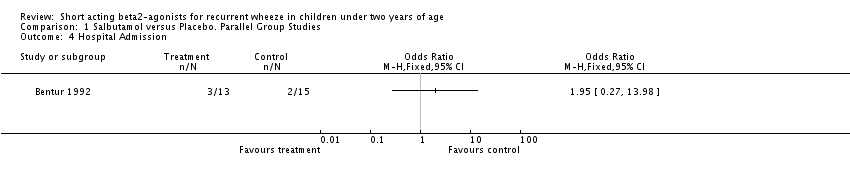 Review: Short acting beta2-agonists for recurrent wheeze in children under two years of age
Comparison: 1 Salbutamol versus Placebo. Parallel Group Studies
Outcome: 4 Hospital Admission
Study or subgroup Treatment Control Odds Ratio Odds Ratio
n/N n/N M-H,Fixed,95% CI M-H,Fixed,95% CI
Bentur 1992 3/13 2/15 1.95 [ 0.27, 13.98 ]
0.01 0.1 1 10 100
Favours treatment Favours control